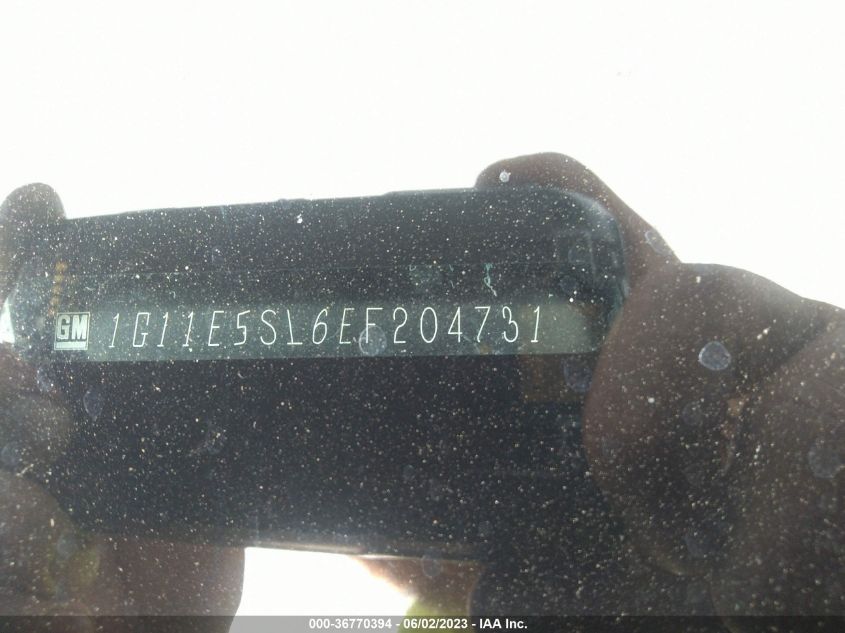 GM 1G11E5SL6EF204731
000-36770394 - 06/02/2023 - IAA Inc.